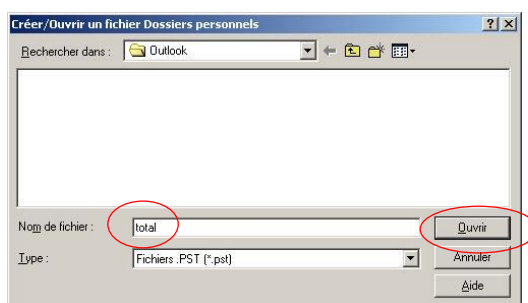 Créer/Ouvrir un fichier Dossiers personnels
Rechercher dans : Outlook
Nom de fichier : total Ouvrir
Type : Fichiers .PST (*.pst) Annuler
Aide